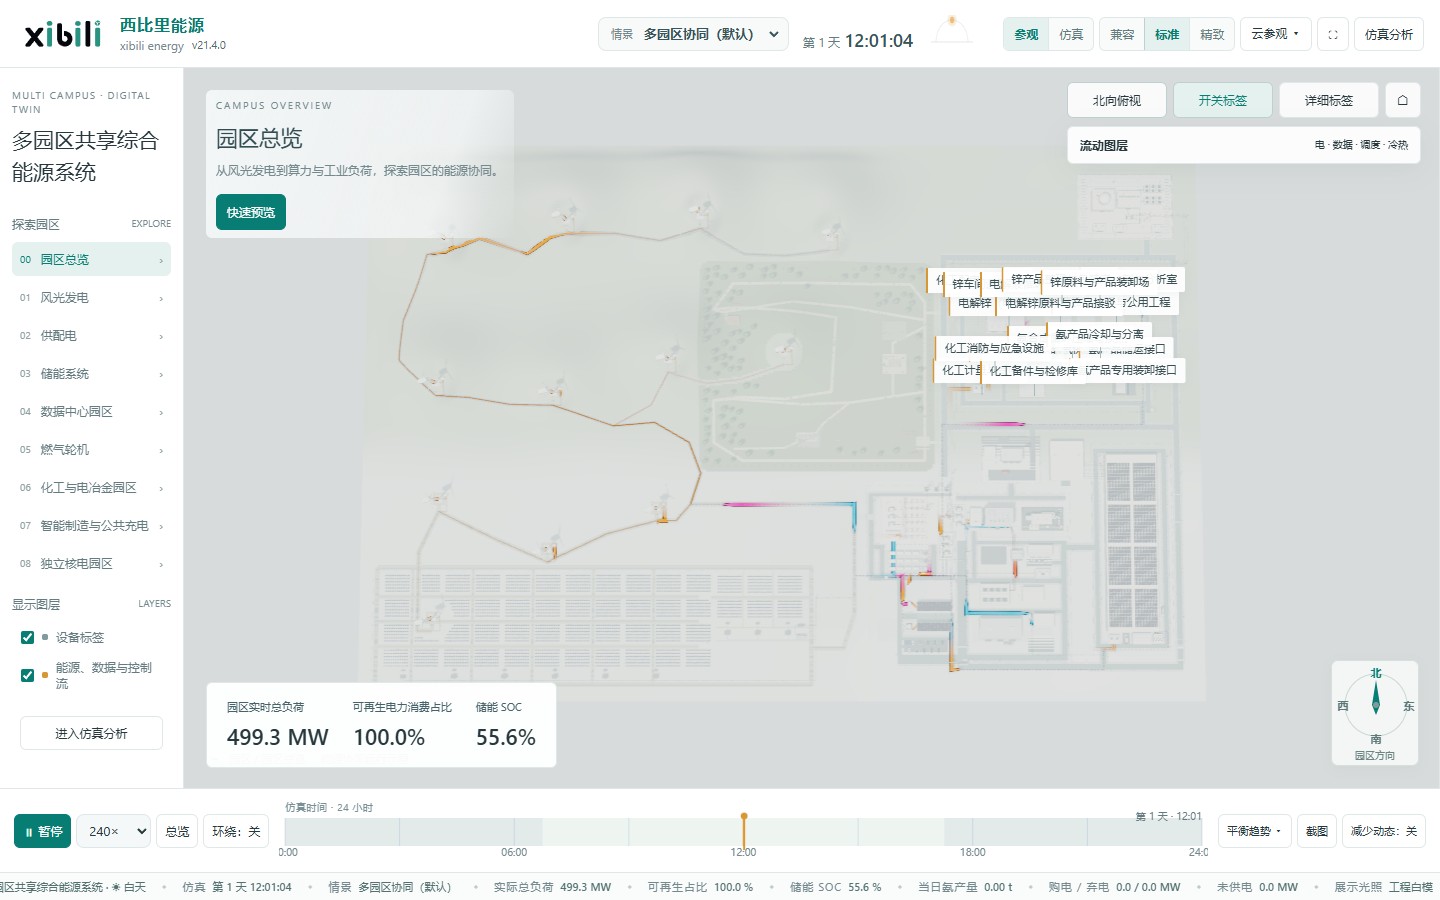 xibili
西比里能源
xibili energy v21.4.0
情景 多园区协同（默认）
第 1 天 12:01:04
参观 仿真
兼容 标准 精致
云参观
仿真分析
MULTI CAMPUS · DIGITAL
TWIN
多园区共享综合
能源系统
探索园区 EXPLORE
00 园区总览 ›
01 风光发电 ›
02 供配电 ›
03 储能系统 ›
04 数据中心园区 ›
05 燃气轮机 ›
06 化工与电冶金园区 ›
07 智能制造与公共充电 ›
08 独立核电园区 ›
显示图层 LAYERS
设备标签
能源、数据与控制
流
进入仿真分析
CAMPUS OVERVIEW
园区总览
从风光发电到算力与工业负荷，探索园区的能源协同。
快速预览
北向俯视 开关标签 详细标签
流动图层 电 · 数据 · 调度 · 冷热
锌车间
锌产品
锌原料与产品装卸场
析室
电解锌
电解锌原料与产品接驳
公用工程
氨产品冷却与分离
化工消防与应急设施
储运接口
化工计量
化工备件与检修库
产品专用装卸接口
园区实时总负荷 可再生电力消费占比 储能 SOC
499.3 MW 100.0% 55.6%
北
西 东
南
园区方向
仿真时间 · 24 小时
第 1 天 · 12:01
暂停 240× 总览 环绕：关
0:00 06:00 12:00 18:00 24:0
平衡趋势 截图 减少动态：关
区共享综合能源系统 · ☀ 白天 • 仿真 第 1 天 12:01:04 • 情景 多园区协同（默认） • 实际总负荷 499.3 MW • 可再生占比 100.0 % • 储能 SOC 55.6 % • 当日氨产量 0.00 t • 购电 / 弃电 0.0 / 0.0 MW • 未供电 0.0 MW • 展示光照 工程白模